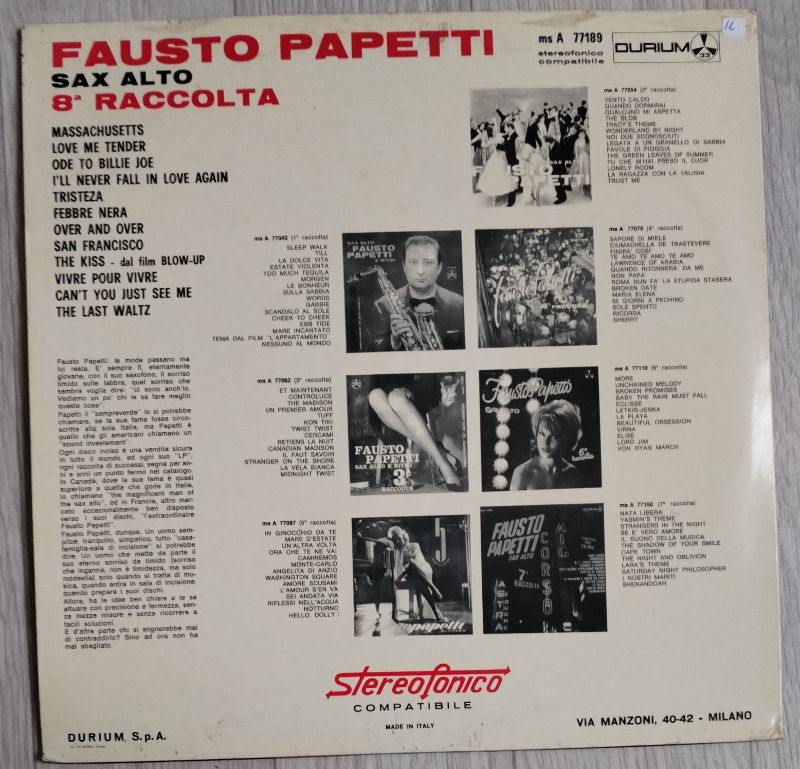 FAUSTO PAPETTI
SAX ALTO
8ª RACCOLTA
ms A 77189
stereofonico
compatibile
DURIUM
33
IL
MASSACHUSETTS
LOVE ME TENDER
ODE TO BILLIE JOE
I'LL NEVER FALL IN LOVE AGAIN
TRISTEZA
FEBBRE NERA
OVER AND OVER
SAN FRANCISCO
THE KISS - dal film BLOW-UP
VIVRE POUR VIVRE
CAN'T YOU JUST SEE ME
THE LAST WALTZ
ms A 77054 (2ª raccolta)
VENTO CALDO
QUANDO DORMIRAI
QUALCUNO MI ASPETTA
THE BLOB
TRACY'S THEME
WONDERLAND BY NIGHT
NOI DUE SCONOSCIUTI
LEGATA A UN GRANELLO DI SABBIA
FAVOLE DI PIOGGIA
THE GREEN LEAVES OF SUMMER
TU CHE M'HAI PRESO IL CUOR
LONELY ROOM
LA RAGAZZA CON LA VALIGIA
TRUST ME
SAX ALTO
FAUSTO
PAPETTI
ms A 77042 (1ª raccolta)
SLEEP WALK
TILL
LA DOLCE VITA
ESTATE VIOLENTA
TOO MUCH TEQUILA
MORGEN
LE BONHEUR
SULLA SABBIA
WORDS
GABBIE
SCANDALO AL SOLE
CHEEK TO CHEEK
EBB TIDE
MARE INCANTATO
TEMA DAL FILM "L'APPARTAMENTO"
NESSUNO AL MONDO
SAX ALTO
FAUSTO
PAPETTI
E RITMI
ms A 77079 (4ª raccolta)
SAPORE DI MIELE
CIUMACHELLA DE TRASTEVERE
FINIRA' COSI'
TE AMO TE AMO TE AMO
LAWRENCE OF ARABIA
QUANDO RITORNERA' DA ME
NON PAPA'
ROMA NUN FA' LA STUPIDA STASERA
BROKEN DATE
MARIA ELENA
55 GIORNI A PECHINO
SOLE SPENTO
RICORDA
SHERRY
Fausto Papetti: le mode passano ma
lui resta. E' sempre lì, eternamente
giovane, con il suo saxofono, il sorriso
timido sulle labbra, quel sorriso che
sembra voglia dire: "ci sono anch'io.
Vediamo un po' chi le sa fare meglio
queste cose".
Papetti il "sempreverde" lo si potrebbe
chiamare, se la sua fama fosse circo-
scritta alla sola Italia, ma Papetti è
quello che gli americani chiamano un
"sound investement".
Ogni disco inciso è una vendita sicura
in tutto il mondo, ed ogni suo "LP",
ogni raccolta di successi, segna per an-
ni e anni un punto fermo nel catalogo.
In Canadà, dove la sua fama è quasi
superiore a quella che gode in Italia,
lo chiamano "the magnificent man of
the sax alto", ed in Francia, altro mer-
cato eccezionalmente ben disposto
verso i suoi dischi, "l'extraordinaire
Fausto Papetti".
Fausto Papetti, dunque. Un uomo sem-
plice, tranquillo, simpatico, tutto "casa-
famiglia-sala di incisione" si potrebbe
dire. Un uomo che mette da parte il
suo eterno sorriso da timido (sorriso
che inganna, non è timidezza, ma solo
modestia) solo quando si tratta di mu-
sica, quando entra in sala di incisione,
quando prepara i suoi dischi.
Allora, ha le idee ben chiare e le sa
attuare con precisione e fermezza, sen-
za mezze misure e senza ricorrere a
facili soluzioni.
E d'altra parte chi si sognerebbe mai
di contraddirlo? Sino ad ora non ha
mai sbagliato.
ms A 77062 (3ª raccolta)
ET MAINTENANT
CONTROLUCE
THE MADISON
UN PREMIER AMOUR
TUFF
KON TIKI
TWIST TWIST
CERCAMI
RETIENS LA NUIT
CANADIAN MADISON
IL FAUT SAVOIR
STRANGER ON THE SHORE
LA VELA BIANCA
MIDNIGHT TWIST
FAUSTO
PAPETTI
SAX ALTO E RITMI
3ª
RACCOLTA
Fausto Papetti
SAX ALTO
6ª
raccolta
ms A 77110 (6ª raccolta)
MORE
UNCHAINED MELODY
BROKEN PROMISES
BABY THE RAIN MUST FALL
ECLISSE
LETKIS-JENKA
LA PLAYA
BEAUTIFUL OBSESSION
VIRNA
ELISE
LORD JIM
VON RYAN MARCH
ms A 77087 (5ª raccolta)
IN GINOCCHIO DA TE
MARE D'ESTATE
UN'ALTRA VOLTA
ORA CHE TE NE VAI
CAMINEMOS
MONTE-CARLO
ANGELITA DI ANZIO
WASHINGTON SQUARE
AMORE SCUSAMI
L'AMOUR S'EN VA
SEI ANDATA VIA
RIFLESSI NELL'ACQUA
NOTTURNO
HELLO, DOLLY!
5
papetti
FAUSTO
PAPETTI
SAX ALTO
7ª
RACCOLTA
ms A 77150 (7ª raccolta)
NATA LIBERA
YASMIN'S THEME
STRANGERS IN THE NIGHT
SE E' VERO AMORE
IL SUONO DELLA MUSICA
THE SHADOW OF YOUR SMILE
CAPE TOWN
THE NIGHT AND OBLIVION
LARA'S THEME
SATURDAY NIGHT PHILOSOPHER
I NOSTRI MARITI
SHENANDOAH
Stereofonico
COMPATIBILE
MADE IN ITALY
DURIUM S.p.A.
VIA MANZONI, 40-42 - MILANO